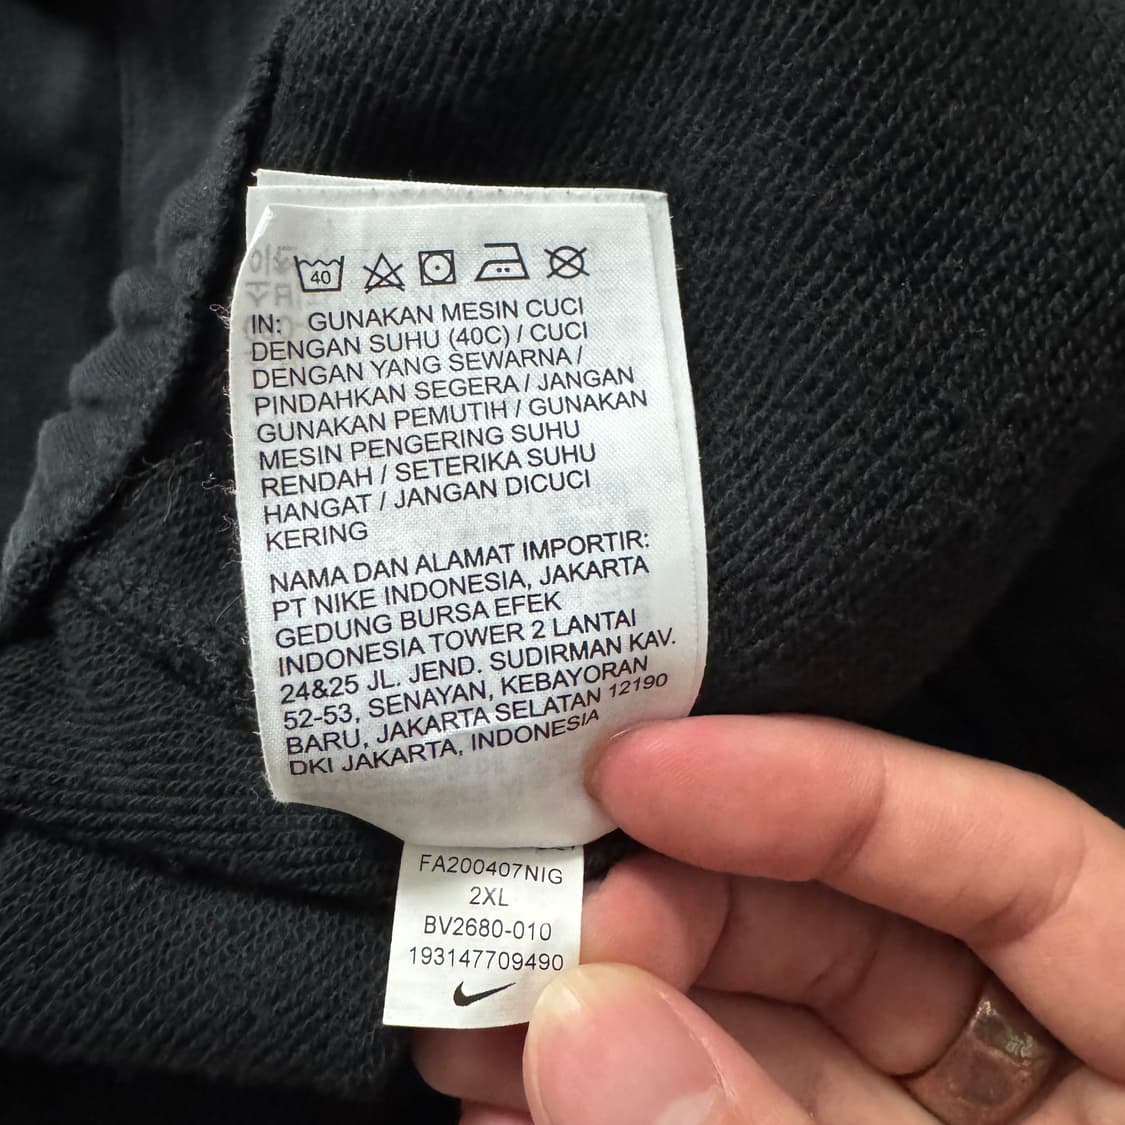 40
IN: GUNAKAN MESIN CUCI
DENGAN SUHU (40C) / CUCI
DENGAN YANG SEWARNA /
PINDAHKAN SEGERA / JANGAN
GUNAKAN PEMUTIH / GUNAKAN
MESIN PENGERING SUHU
RENDAH / SETERIKA SUHU
HANGAT / JANGAN DICUCI
KERING
NAMA DAN ALAMAT IMPORTIR:
PT NIKE INDONESIA, JAKARTA
GEDUNG BURSA EFEK
INDONESIA TOWER 2 LANTAI
24&25 JL. JEND. SUDIRMAN KAV.
52-53, SENAYAN, KEBAYORAN
BARU, JAKARTA SELATAN 12190
DKI JAKARTA, INDONESIA
FA200407NIG
2XL
BV2680-010
193147709490